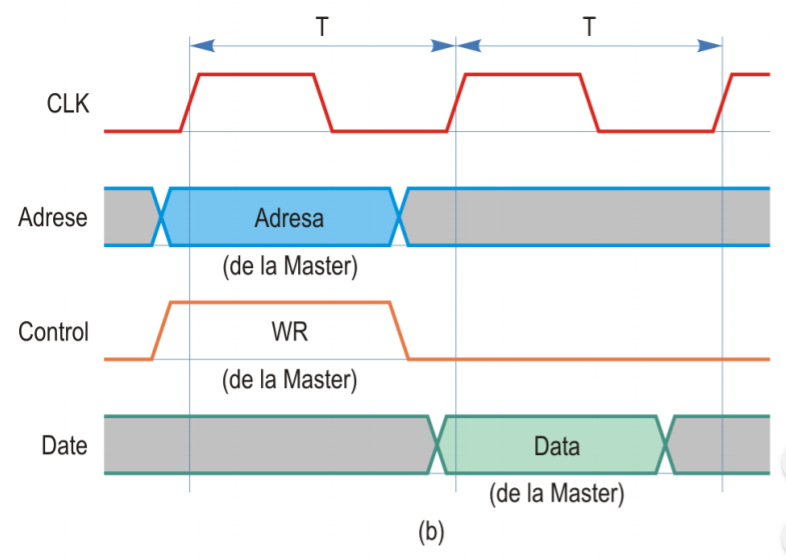 T T
CLK
Adrese Adresa
(de la Master)
Control WR
(de la Master)
Date Data
(de la Master)
(b)